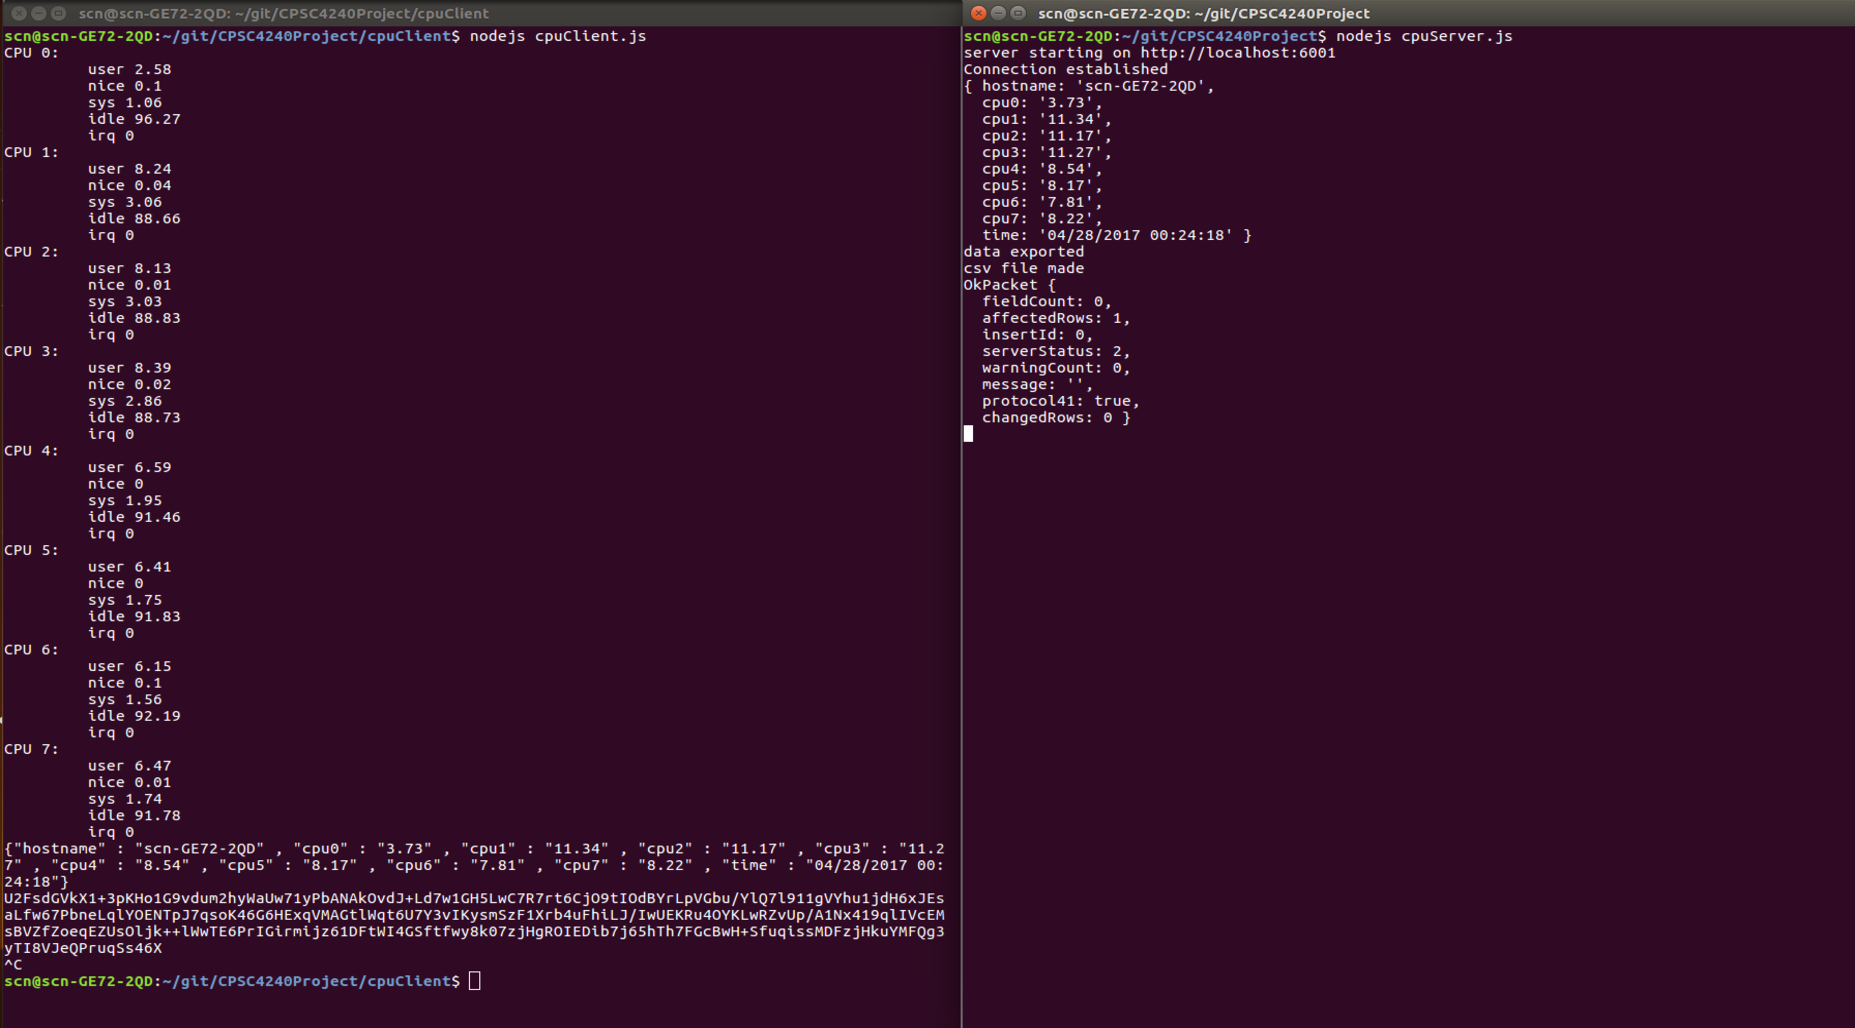 scn@scn-GE72-2QD: ~/git/CPSC4240Project/cpuClient
scn@scn-GE72-2QD:~/git/CPSC4240Project/cpuClient$ nodejs cpuClient.js
CPU 0:
user 2.58
nice 0.1
sys 1.06
idle 96.27
irq 0
CPU 1:
user 8.24
nice 0.04
sys 3.06
idle 88.66
irq 0
CPU 2:
user 8.13
nice 0.01
sys 3.03
idle 88.83
irq 0
CPU 3:
user 8.39
nice 0.02
sys 2.86
idle 88.73
irq 0
CPU 4:
user 6.59
nice 0
sys 1.95
idle 91.46
irq 0
CPU 5:
user 6.41
nice 0
sys 1.75
idle 91.83
irq 0
CPU 6:
user 6.15
nice 0.1
sys 1.56
idle 92.19
irq 0
CPU 7:
user 6.47
nice 0.01
sys 1.74
idle 91.78
irq 0
{"hostname" : "scn-GE72-2QD" , "cpu0" : "3.73" , "cpu1" : "11.34" , "cpu2" : "11.17" , "cpu3" : "11.2
7" , "cpu4" : "8.54" , "cpu5" : "8.17" , "cpu6" : "7.81" , "cpu7" : "8.22" , "time" : "04/28/2017 00:
24:18"}
U2FsdGVkX1+3pKHo1G9vdum2hyWaUw71yPbANAkOvdJ+Ld7w1GH5LwC7R7rt6CjO9tIOdBYrLpVGbu/YlQ7l911gVYhu1jdH6xJEs
aLfw67PbneLqlYOENTpJ7qsoK46G6HExqVMAGtlWqt6U7Y3vIKysmSzF1Xrb4uFhiLJ/IwUEKRu4OYKLwRZvUp/A1Nx419qlIVcEM
sBVZfZoeqEZUsOljk++lWwTE6PrIGirmijz61DFtWI4GSftfwy8k07zjHgROIEDib7j65hTh7FGcBwH+SfuqissMDFzjHkuYMFQg3
yTI8VJeQPruqSs46X
^C
scn@scn-GE72-2QD:~/git/CPSC4240Project/cpuClient$
scn@scn-GE72-2QD: ~/git/CPSC4240Project
scn@scn-GE72-2QD:~/git/CPSC4240Project$ nodejs cpuServer.js
server starting on http://localhost:6001
Connection established
{ hostname: 'scn-GE72-2QD',
cpu0: '3.73',
cpu1: '11.34',
cpu2: '11.17',
cpu3: '11.27',
cpu4: '8.54',
cpu5: '8.17',
cpu6: '7.81',
cpu7: '8.22',
time: '04/28/2017 00:24:18' }
data exported
csv file made
OkPacket {
fieldCount: 0,
affectedRows: 1,
insertId: 0,
serverStatus: 2,
warningCount: 0,
message: '',
protocol41: true,
changedRows: 0 }